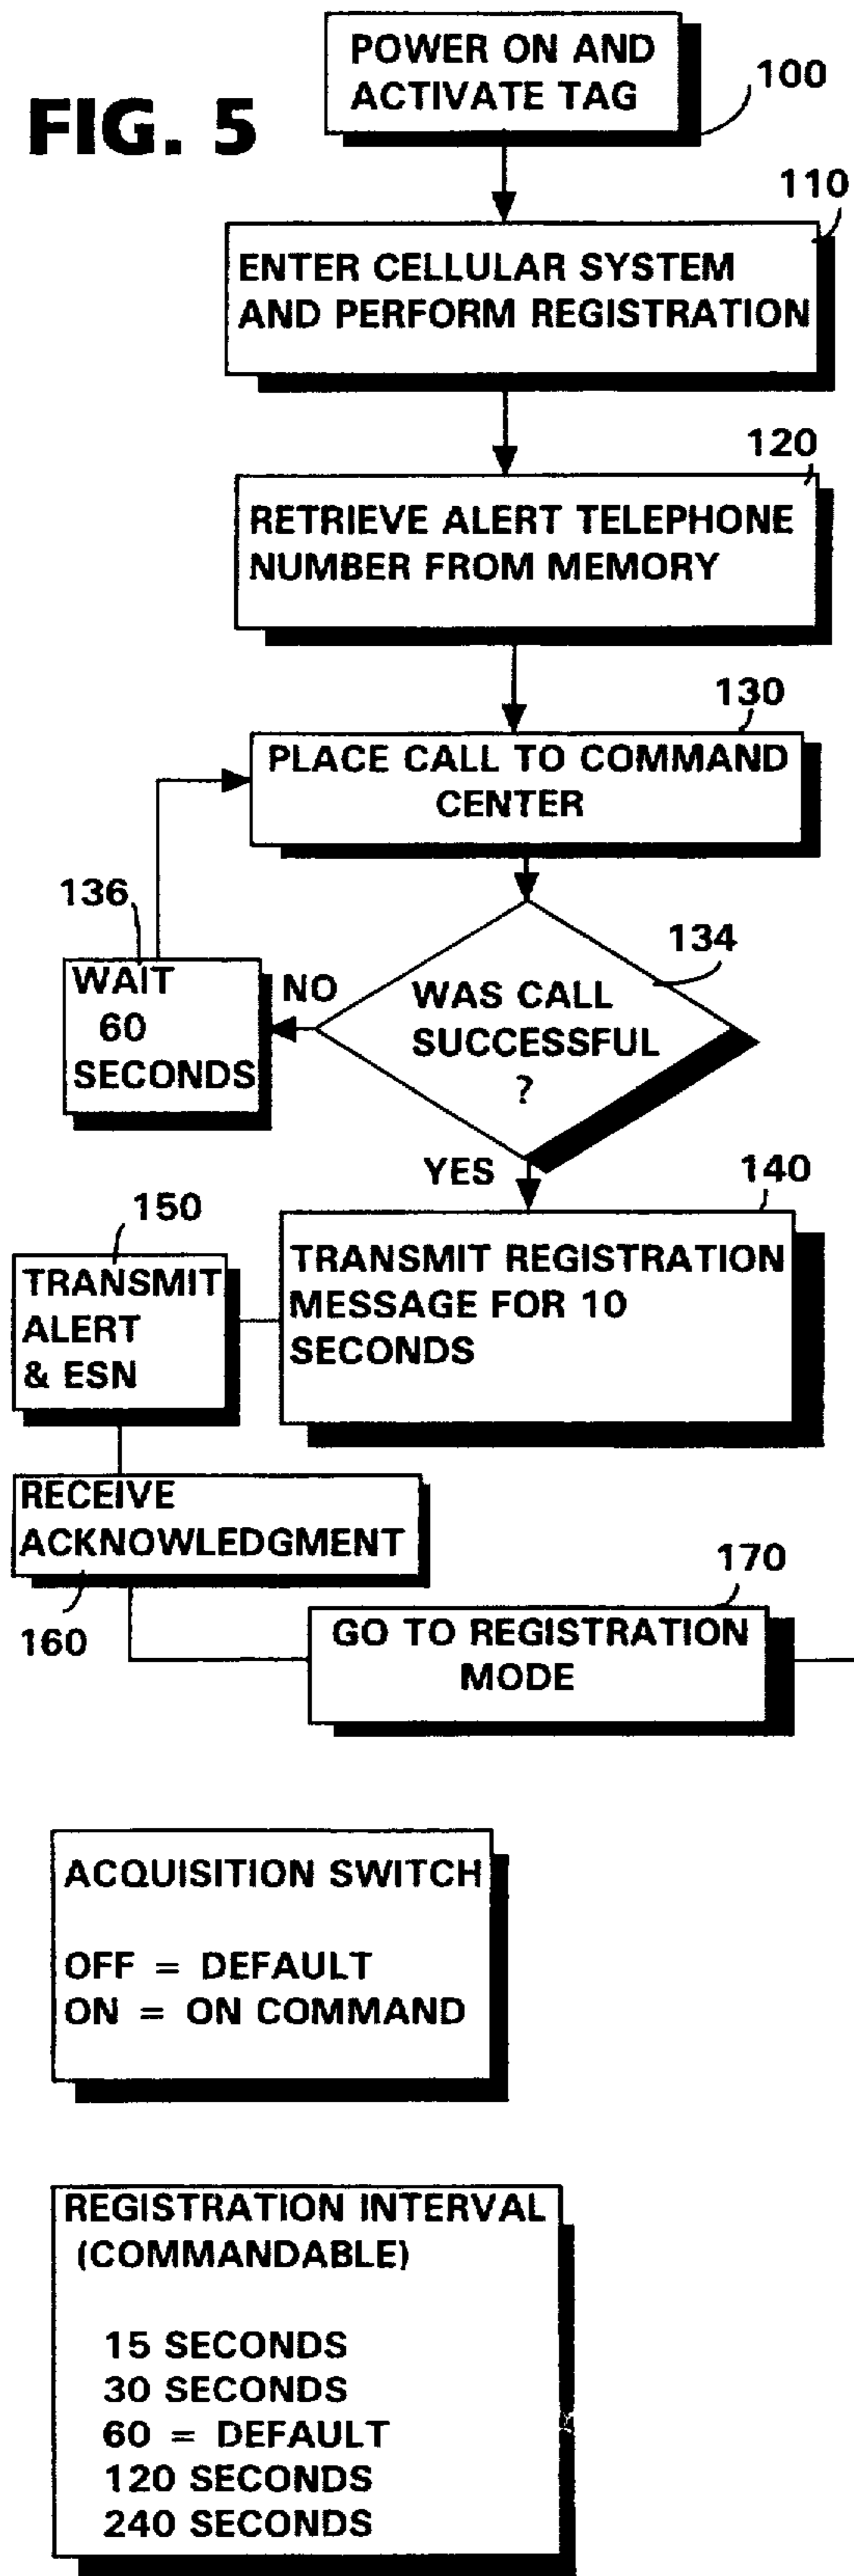 POWER ON AND
ACTIVATE TAG
100
FIG. 5
110
ENTER CELLULAR SYSTEM
AND PERFORM REGISTRATION
120
RETRIEVE ALERT TELEPHONE
NUMBER FROM MEMORY
130
PLACE CALL TO COMMAND
CENTER
136
134
WAIT
60
SECONDS
NO
WAS CALL
SUCCESSFUL
?
YES
140
150
TRANSMIT REGISTRATION
MESSAGE FOR 10
SECONDS
TRANSMIT
ALERT
& ESN
RECEIVE
ACKNOWLEDGMENT
160
170
GO TO REGISTRATION
MODE
ACQUISITION SWITCH
OFF = DEFAULT
ON = ON COMMAND
REGISTRATION INTERVAL
(COMMANDABLE)
15 SECONDS
30 SECONDS
60 = DEFAULT
120 SECONDS
240 SECONDS